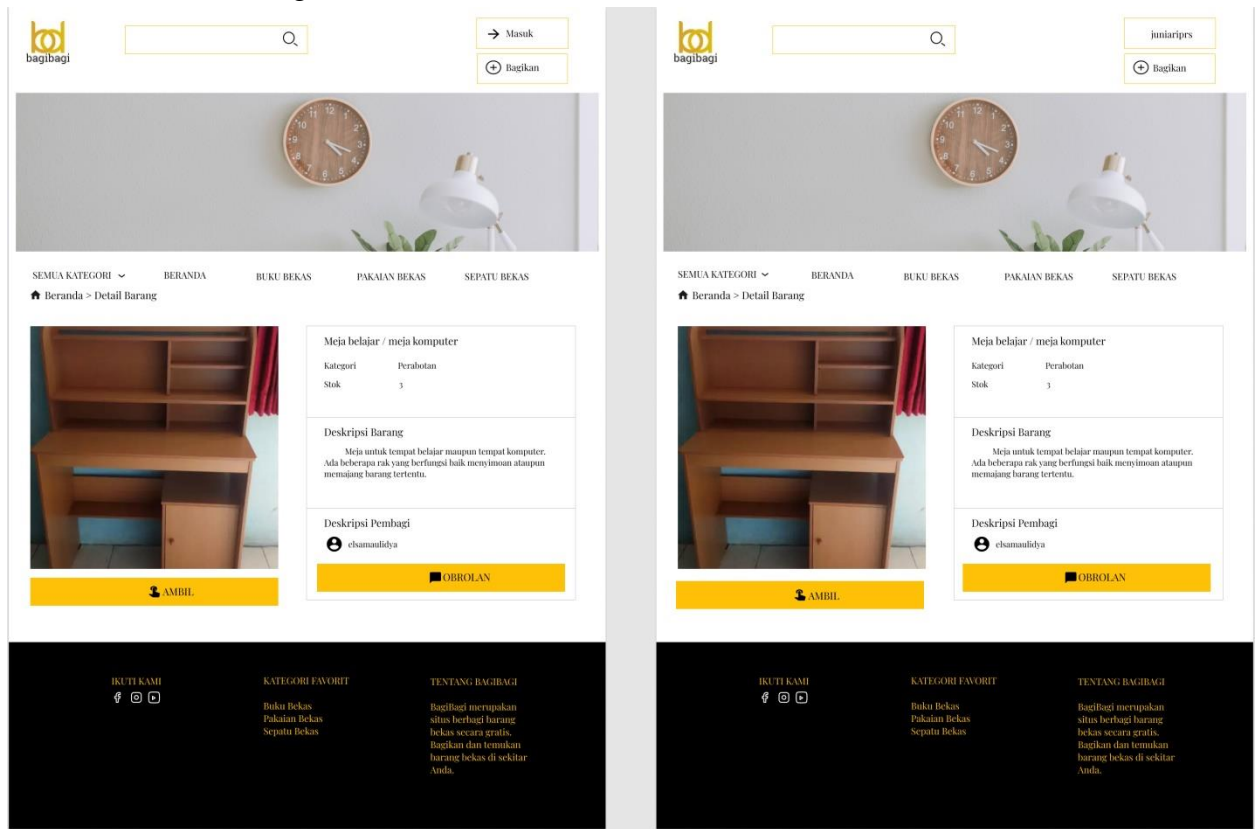 bagibagi
Masuk
Bagikan
SEMUA KATEGORI
BERANDA
BUKU BEKAS
PAKAIAN BEKAS
SEPATU BEKAS
Beranda > Detail Barang
Meja belajar / meja komputer
Kategori Perabotan
Stok 3
Deskripsi Barang
Meja untuk tempat belajar maupun tempat komputer.
Ada beberapa rak yang berfungsi baik menyimoan ataupun
memajang barang tertentu.
Deskripsi Pembagi
elsamaulidya
OBROLAN
AMBIL
IKUTI KAMI
KATEGORI FAVORIT
Buku Bekas
Pakaian Bekas
Sepatu Bekas
TENTANG BAGIBAGI
BagiBagi merupakan
situs berbagi barang
bekas secara gratis.
Bagikan dan temukan
barang bekas di sekitar
Anda.
bagibagi
juniariprs
Bagikan
SEMUA KATEGORI
BERANDA
BUKU BEKAS
PAKAIAN BEKAS
SEPATU BEKAS
Beranda > Detail Barang
Meja belajar / meja komputer
Kategori Perabotan
Stok 3
Deskripsi Barang
Meja untuk tempat belajar maupun tempat komputer.
Ada beberapa rak yang berfungsi baik menyimoan ataupun
memajang barang tertentu.
Deskripsi Pembagi
elsamaulidya
OBROLAN
AMBIL
IKUTI KAMI
KATEGORI FAVORIT
Buku Bekas
Pakaian Bekas
Sepatu Bekas
TENTANG BAGIBAGI
BagiBagi merupakan
situs berbagi barang
bekas secara gratis.
Bagikan dan temukan
barang bekas di sekitar
Anda.